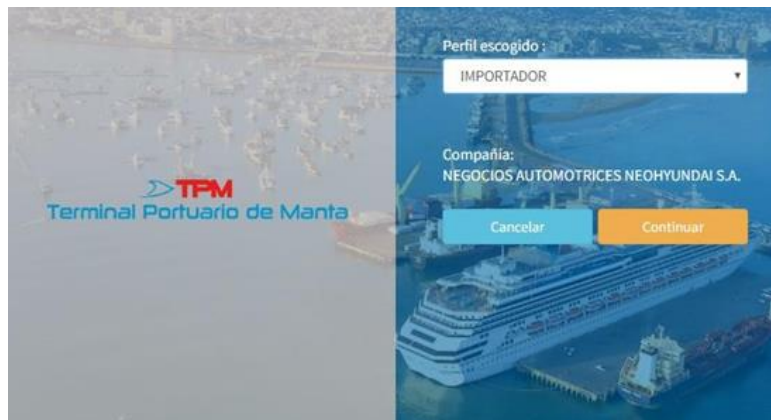 TPM
Terminal Portuario de Manta
Perfil escogido :
IMPORTADOR
Compañía:
NEGOCIOS AUTOMOTRICES NEOHYUNDAI S.A.
Cancelar
Continuar